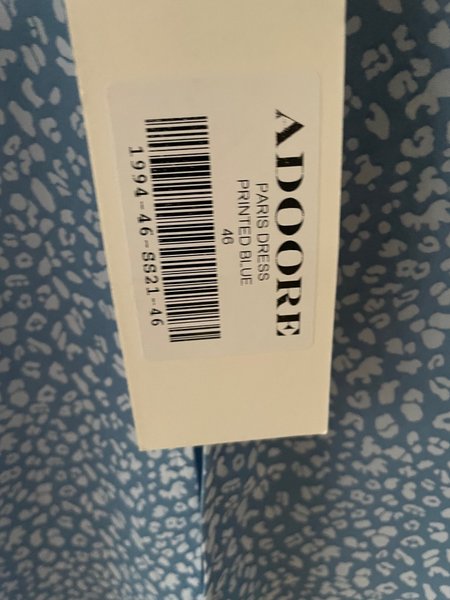 ADOORE
PARIS DRESS
PRINTED BLUE
46
1994-46-SS21-46